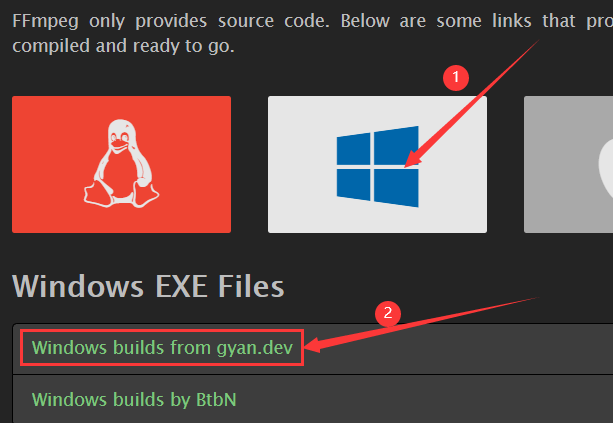 FFmpeg only provides source code. Below are some links that pro
compiled and ready to go.
1
Windows EXE Files
2
Windows builds from gyan.dev
Windows builds by BtbN